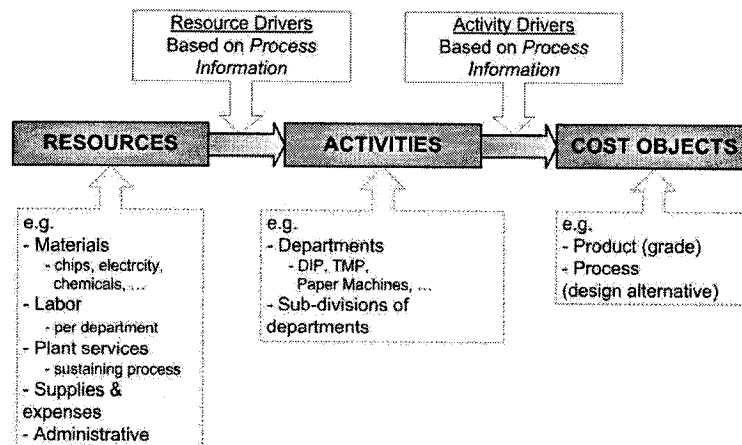 Resource Drivers
Based on Process
Information
Activity Drivers
Based on Process
Information
RESOURCES
ACTIVITIES
COST OBJECTS
e.g.
- Materials
- chips, electrcity,
chemicals, ...
- Labor
- per department
- Plant services
- sustaining process
- Supplies &
expenses
- Administrative
e.g.
- Departments
- DIP, TMP,
Paper Machines, ...
- Sub-divisions of
departments
e.g.
- Product (grade)
- Process
(design alternative)